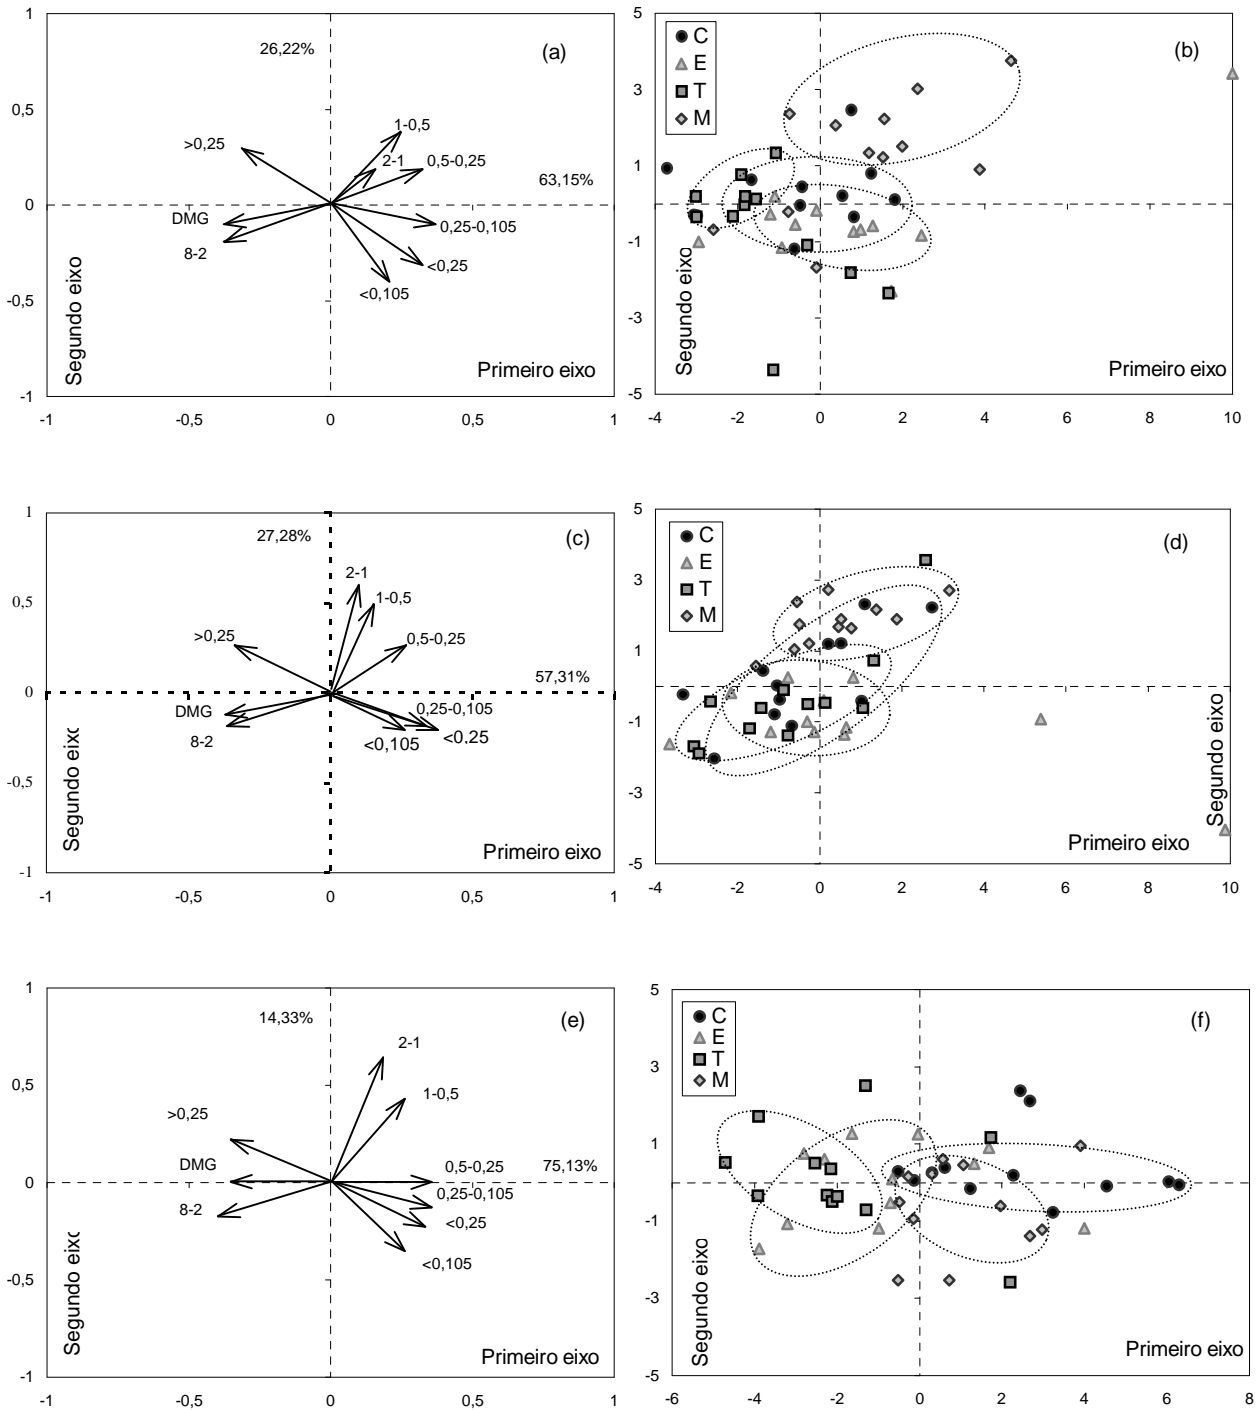 1
26,22%
(a)
0,5
1-0,5
>0,25
2-1
0,5-0,25
63,15%
0
DMG
0,25-0,105
8-2
<0,25
<0,105
-0,5
Segundo eixo
Primeiro eixo
-1
-1 -0,5 0 0,5 1
5
C
E
T
M
(b)
3
1
-1
-3
-5
Segundo eixo
Primeiro eixo
-4 -2 0 2 4 6 8 10
1
27,28%
(c)
2-1
0,5
1-0,5
>0,25
0,5-0,25
57,31%
0
DMG
0,25-0,105
8-2
<0,105
<0,25
-0,5
Segundo eixo
Primeiro eixo
-1
-1 -0,5 0 0,5 1
5
C
E
T
M
(d)
3
1
-1
-3
-5
Segundo eixo
Primeiro eixo
-4 -2 0 2 4 6 8 10
1
14,33%
(e)
2-1
0,5
1-0,5
>0,25
DMG
0,5-0,25
75,13%
0
0,25-0,105
8-2
<0,25
<0,105
-0,5
Segundo eixo
Primeiro eixo
-1
-1 -0,5 0 0,5 1
5
C
E
T
M
(f)
3
1
-1
-3
-5
Segundo eixo
Primeiro eixo
-6 -4 -2 0 2 4 6 8